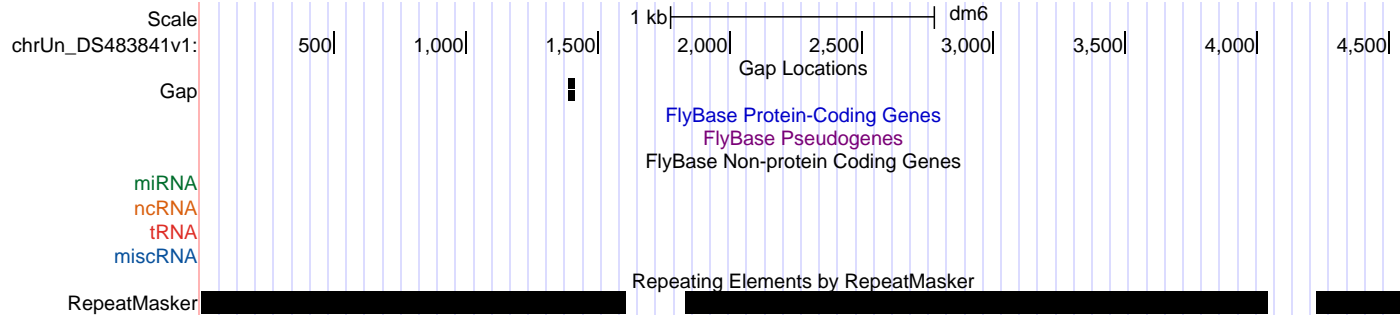 Scale 1 kb dm6
chrUn_DS483841v1: 500 1,000 1,500 2,000 2,500 3,000 3,500 4,000 4,500
Gap Locations
Gap
FlyBase Protein-Coding Genes
FlyBase Pseudogenes
FlyBase Non-protein Coding Genes
miRNA
ncRNA
tRNA
miscRNA
Repeating Elements by RepeatMasker
RepeatMasker